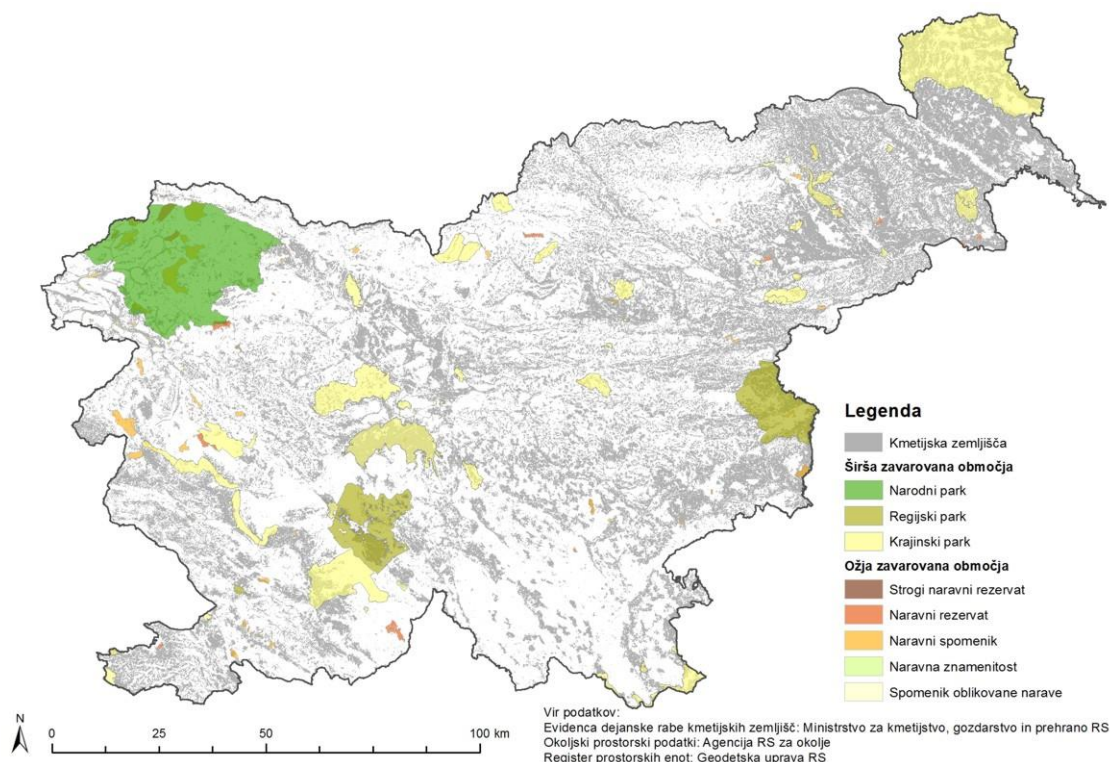 Legenda
Kmetijska zemljišča
Širša zavarovana območja
Narodni park
Regijski park
Krajinski park
Ožja zavarovana območja
Strogi naravni rezervat
Naravni rezervat
Naravni spomenik
Naravna znamenitost
Spomenik oblikovane narave
N
0 25 50 100 km
Vir podatkov:
Evidenca dejanske rabe kmetijskih zemljišč: Ministrstvo za kmetijstvo, gozdarstvo in prehrano RS
Okoljski prostorski podatki: Agencija RS za okolje
Register prostorskih enot: Geodetska uprava RS